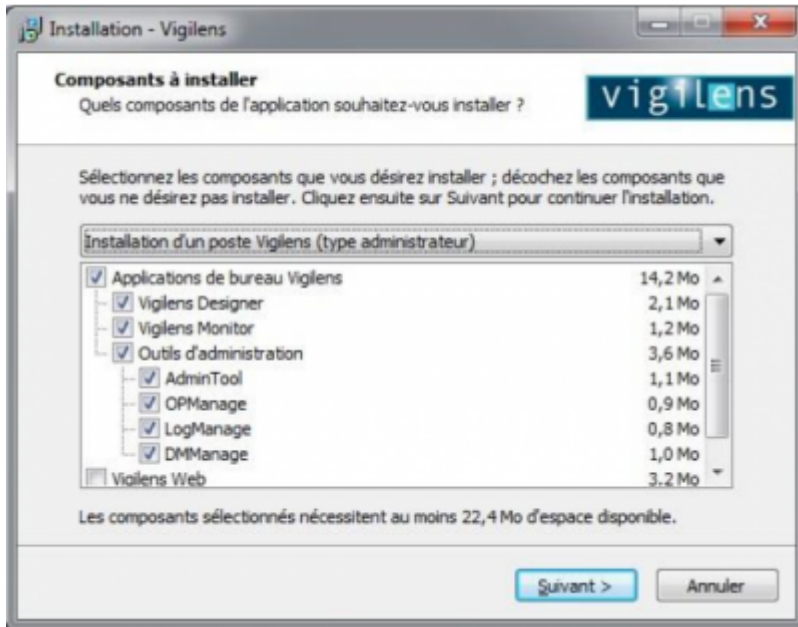 Installation - Vigilens
Composants à installer
Quels composants de l'application souhaitez-vous installer ?
vigilens
Sélectionnez les composants que vous désirez installer ; décochez les composants que
vous ne désirez pas installer. Cliquez ensuite sur Suivant pour continuer l'installation.
Installation d'un poste Vigilens (type administrateur)
Applications de bureau Vigilens 14,2 Mo
Vigilens Designer 2,1 Mo
Vigilens Monitor 1,2 Mo
Outils d'administration 3,6 Mo
AdminTool 1,1 Mo
OPManage 0,9 Mo
LogManage 0,8 Mo
DMManage 1,0 Mo
Vigilens Web 3,2 Mo
Les composants sélectionnés nécessitent au moins 22,4 Mo d'espace disponible.
Suivant > Annuler